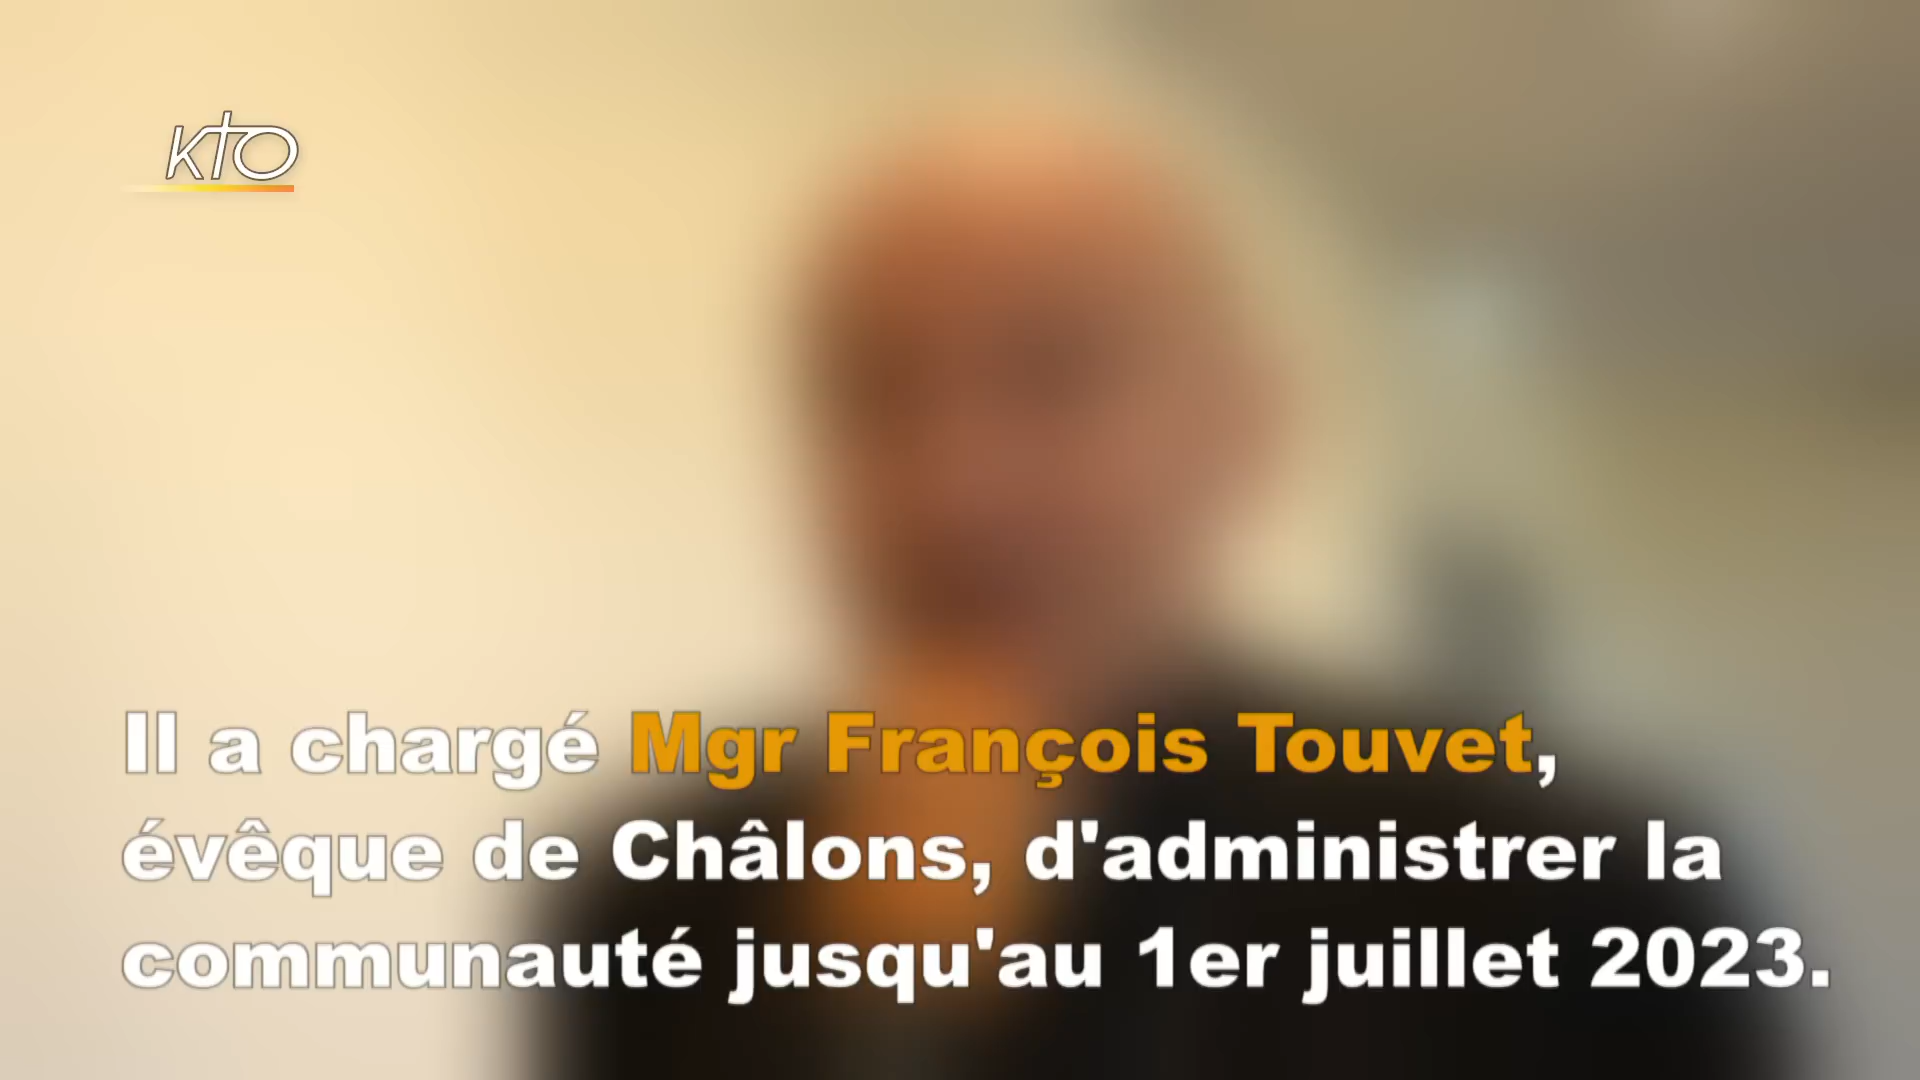 KTO
Il a chargé Mgr François Touvet,
évêque de Châlons, d'administrer la
communauté jusqu'au 1er juillet 2023.